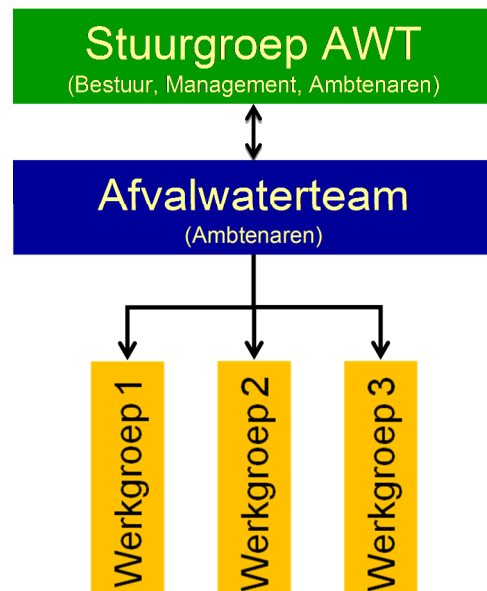 Stuurgroep AWT
(Bestuur, Management, Ambtenaren)
Afvalwaterteam
(Ambtenaren)
Werkgroep 1
Werkgroep 2
Werkgroep 3